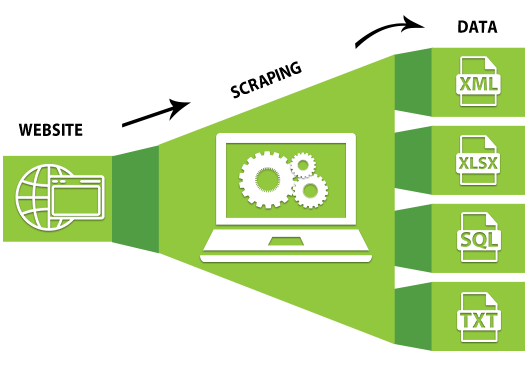 WEBSITE
SCRAPING
DATA
XML
XLSX
SQL
TXT